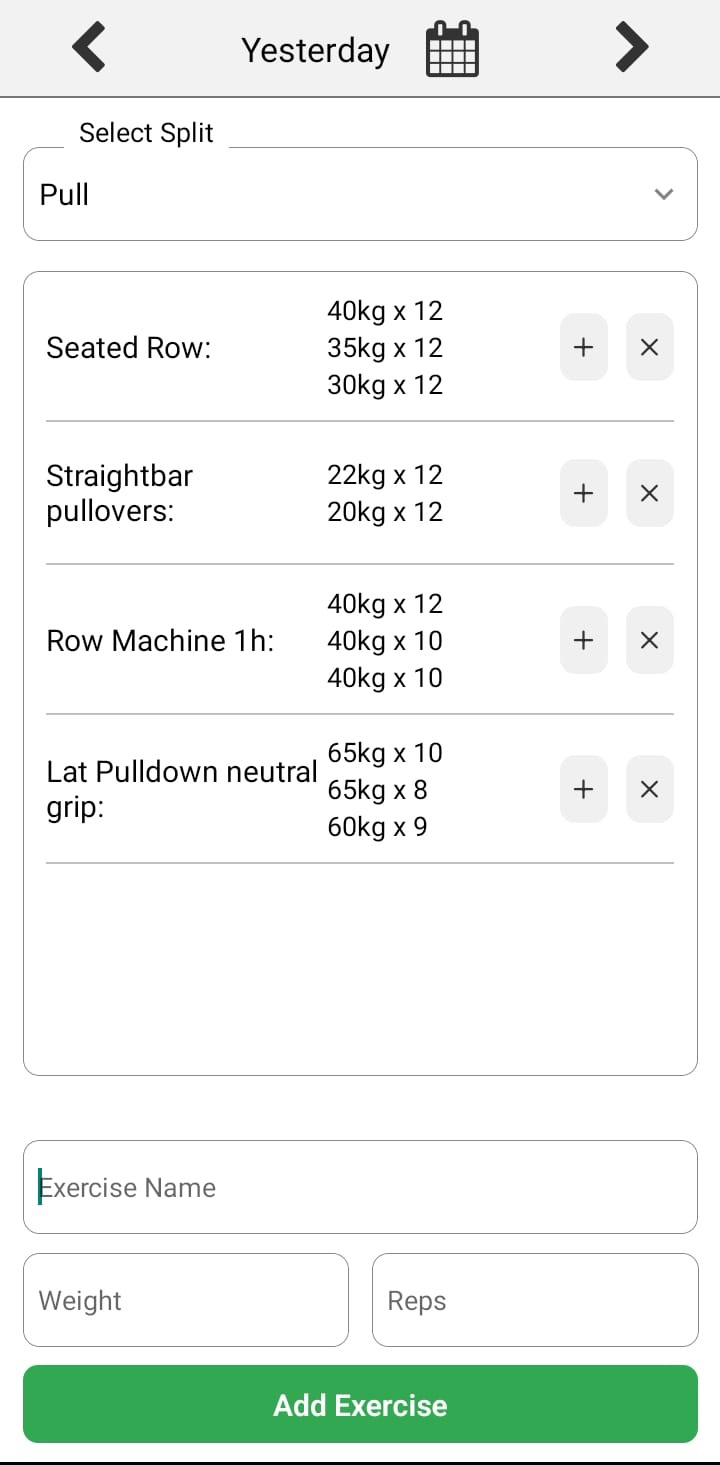 Yesterday
Select Split
Pull
Seated Row:
40kg x 12
35kg x 12
30kg x 12
Straightbar
pullovers:
22kg x 12
20kg x 12
Row Machine 1h:
40kg x 12
40kg x 10
40kg x 10
Lat Pulldown neutral
grip:
65kg x 10
65kg x 8
60kg x 9
Exercise Name
Weight
Reps
Add Exercise